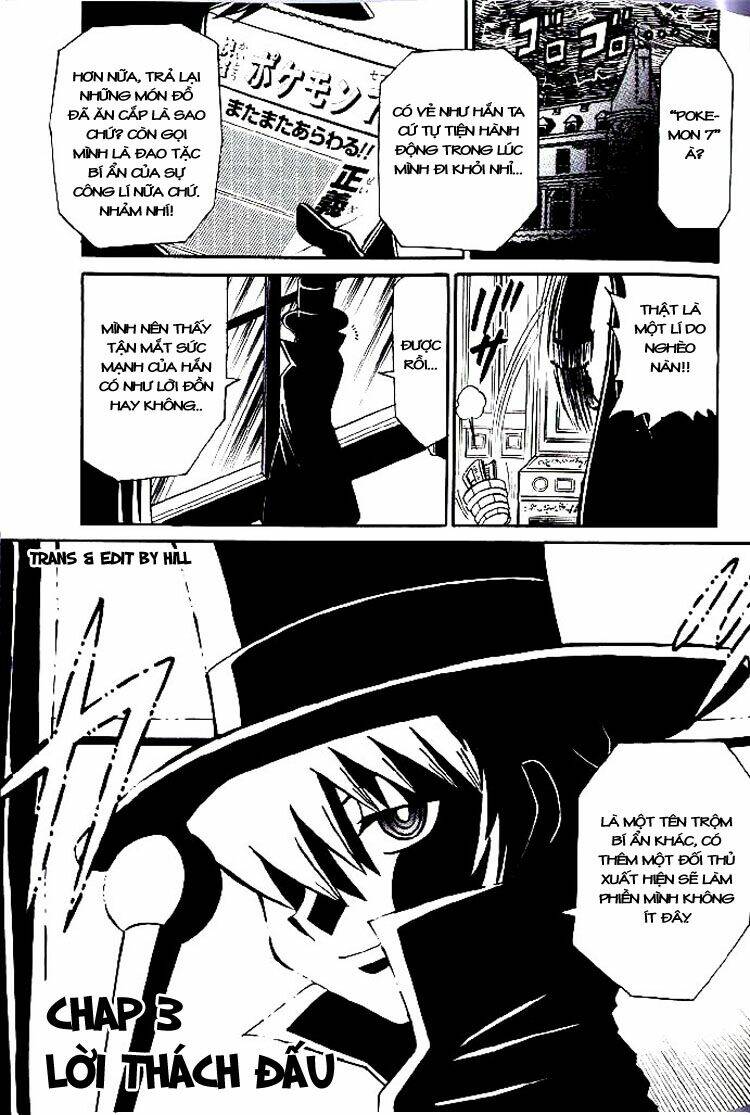 ゴゴ
"POKE-
MON 7"
À?
CÓ VẺ NHƯ HẮN TA
CỨ TỰ TIỆN HÀNH
ĐỘNG TRONG LÚC
MÌNH ĐI KHỎI NHỈ...
ポケモン7
またまたあらわる!!
正義
HƠN NỮA, TRẢ LẠI
NHỮNG MÓN ĐỒ
ĐÃ ĂN CẮP LÀ SAO
CHỨ? CÒN GỌI
MÌNH LÀ ĐẠO TẶC
BÍ ẨN CỦA SỰ
CÔNG LÍ NỮA CHỨ.
NHẢM NHÍ!
THẬT LÀ
MỘT LÍ DO
NGHÈO
NÀN!!
ĐƯỢC
RỒI...
MÌNH NÊN THẤY
TẬN MẮT SỨC
MẠNH CỦA HẮN
CÓ NHƯ LỜI ĐỒN
HAY KHÔNG..
TRANS & EDIT BY HILL
LÀ MỘT TÊN TRỘM
BÍ ẨN KHÁC, CÓ
THÊM MỘT ĐỐI THỦ
XUẤT HIỆN SẼ LÀM
PHIỀN MÌNH KHÔNG
ÍT ĐÂY.
CHAP 3
LỜI THÁCH ĐẤU